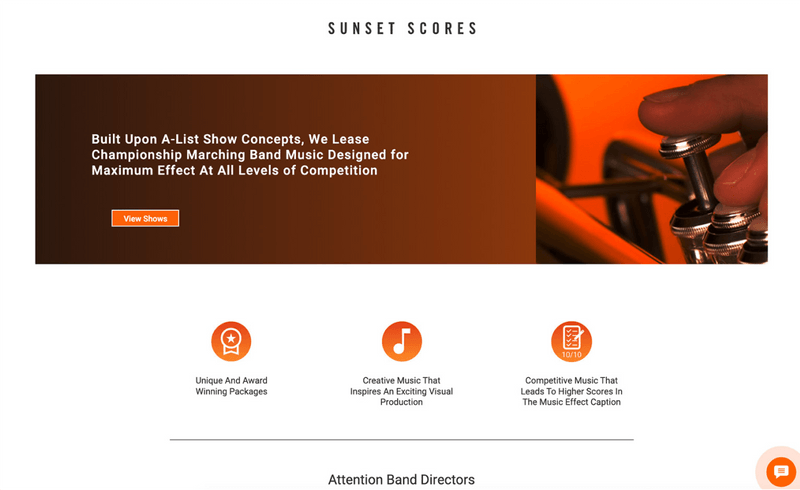 SUNSET SCORES
Built Upon A-List Show Concepts, We Lease
Championship Marching Band Music Designed for
Maximum Effect At All Levels of Competition
View Shows
10/10
Unique And Award
Winning Packages
Creative Music That
Inspires An Exciting Visual
Production
Competitive Music That
Leads To Higher Scores In
The Music Effect Caption
Attention Band Directors